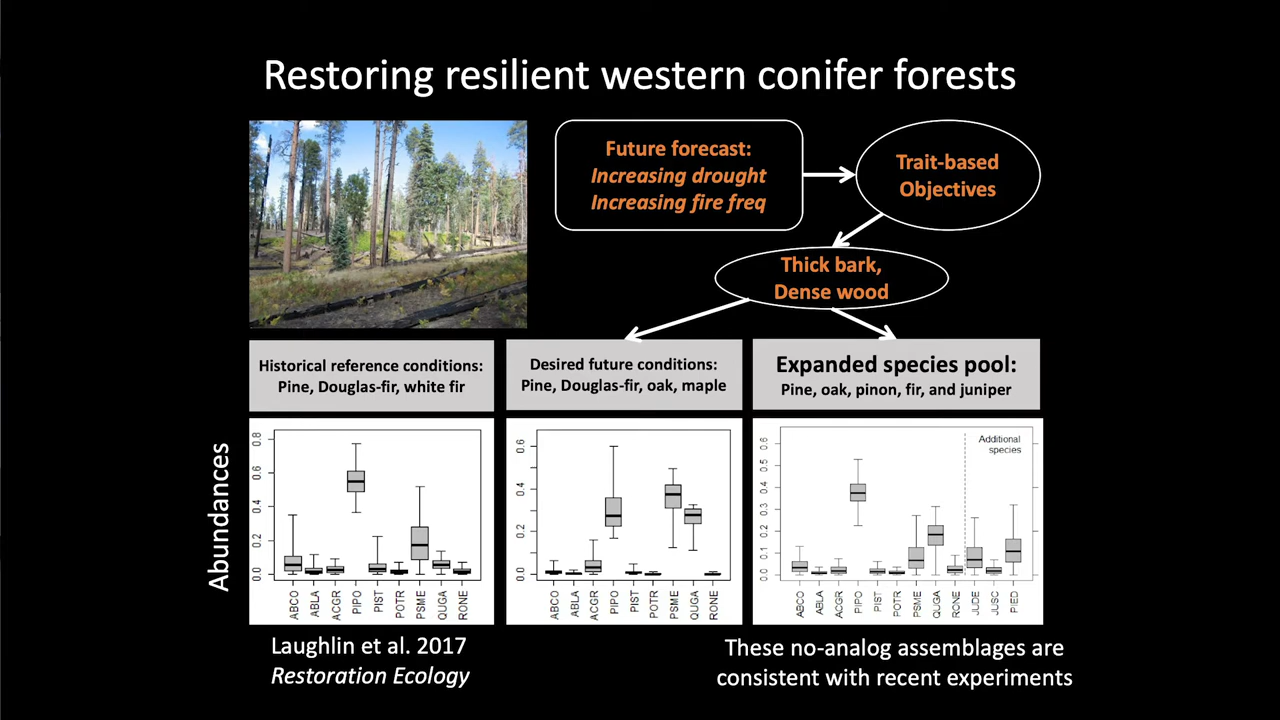 Restoring resilient western conifer forests
Future forecast:
Increasing drought
Increasing fire freq
Trait-based
Objectives
Thick bark,
Dense wood
Historical reference conditions:
Pine, Douglas-fir, white fir
Desired future conditions:
Pine, Douglas-fir, oak, maple
Expanded species pool:
Pine, oak, pinon, fir, and juniper
Abundances
0.8
0.6
0.4
0.2
0.0
ABCO
ABLA
ACGR
PIPO
PIST
POTR
PSME
QUGA
RONE
0.6
0.4
0.2
0.0
ABCO
ABLA
ACGR
PIPO
PIST
POTR
PSME
QUGA
RONE
Additional
species
0.6
0.5
0.4
0.3
0.2
0.1
0.0
ABCO
ABLA
ACGR
PIPO
PIST
POTR
PSME
QUGA
RONE
JUDE
JUSC
PIED
Laughlin et al. 2017
Restoration Ecology
These no-analog assemblages are
consistent with recent experiments